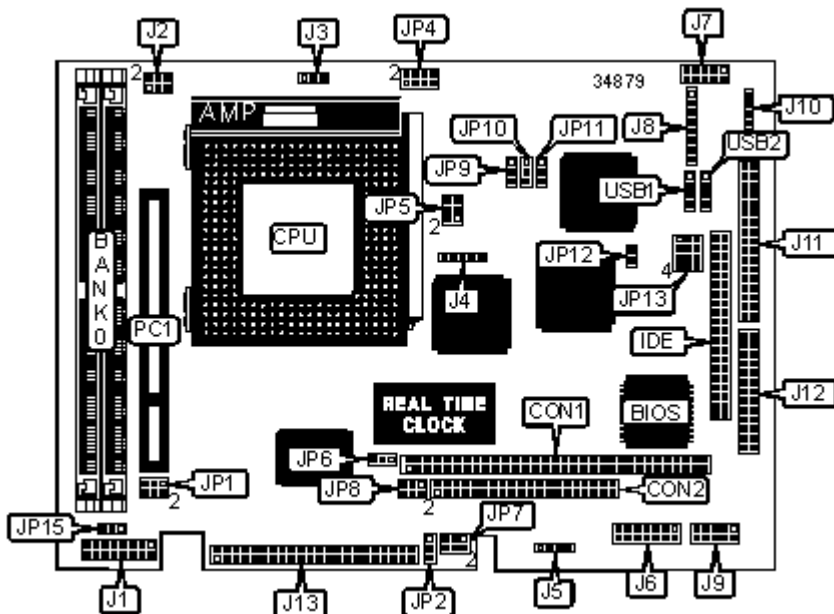 J2
J3
JP4
J7
2
2
34879
AMP
JP10
JP11
J8
J10
USB2
JP9
USB1
JP5
2
CPU
BANK0
PC1
J4
JP12
4
JP13
J11
IDE
REAL TIME
CLOCK
CON1
BIOS
J12
JP6
JP1
2
JP8
2
CON2
JP15
JP7
2
J1
J13
JP2
J5
J6
J9